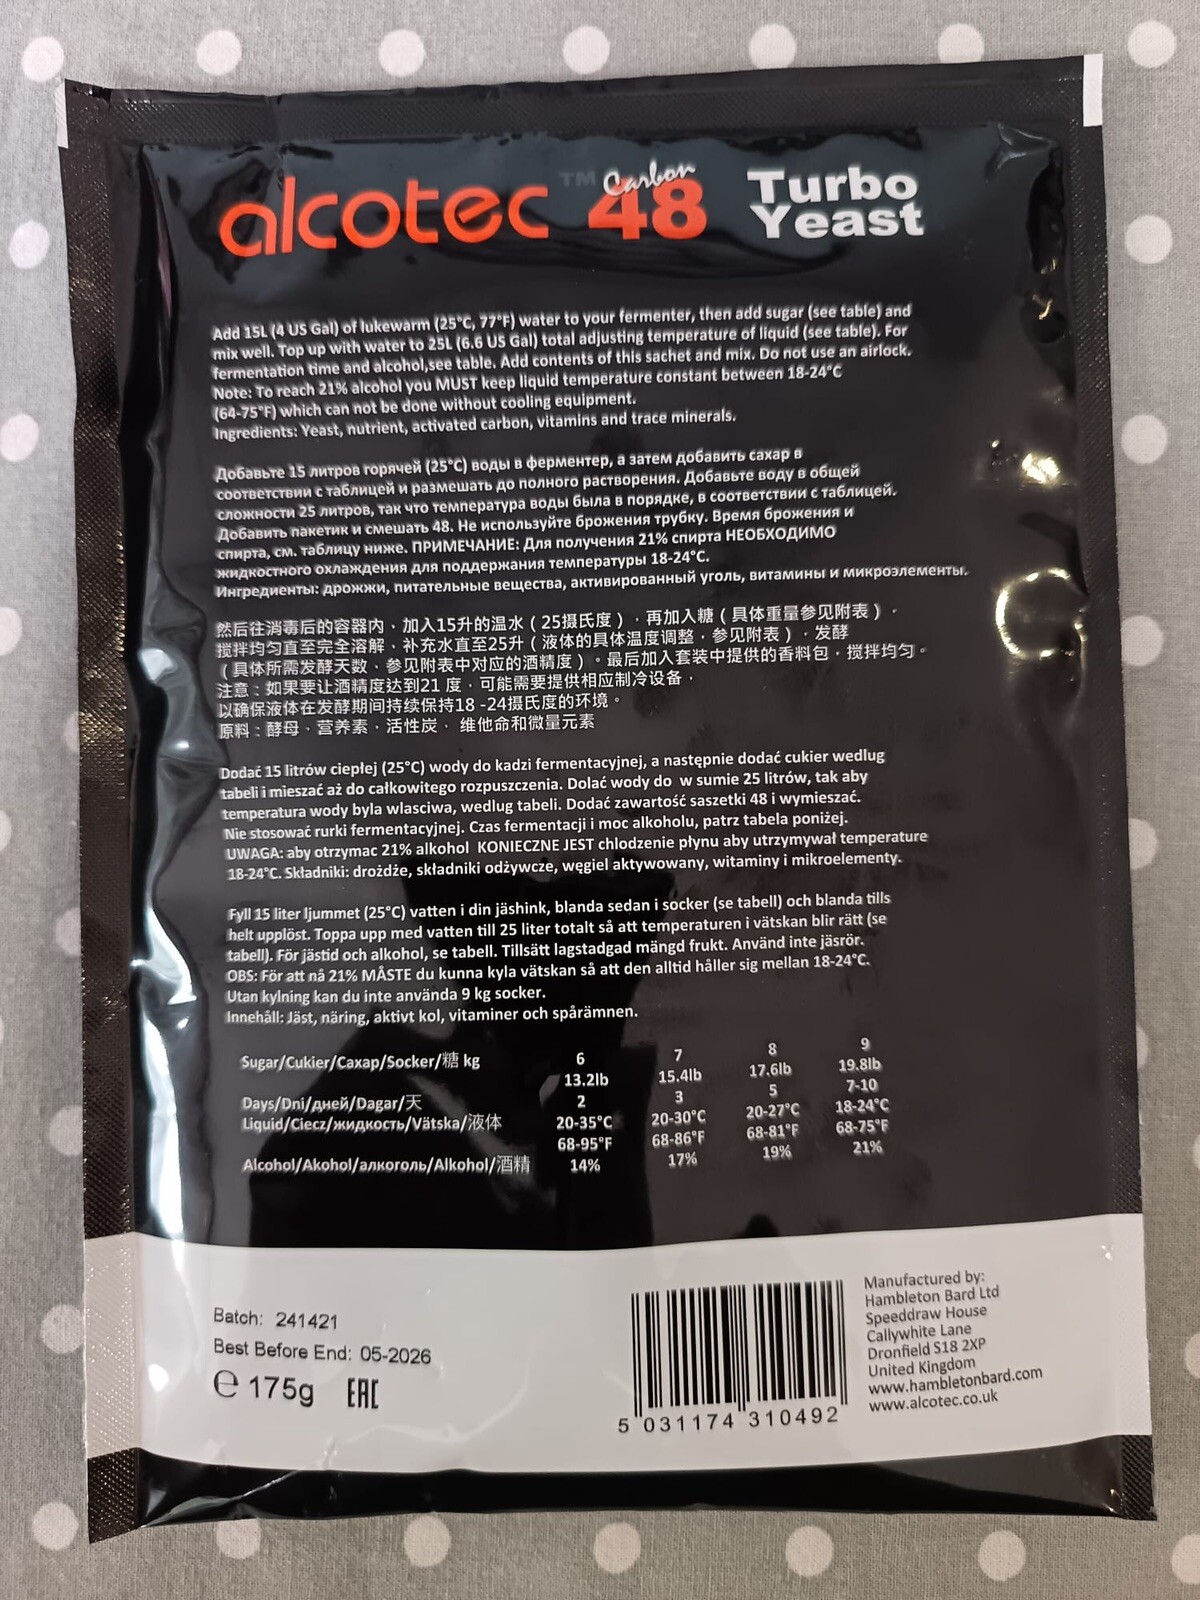 alcotec ™ Carbon 48 Turbo Yeast
Add 15L (4 US Gal) of lukewarm (25°C, 77°F) water to your fermenter, then add sugar (see table) and
mix well. Top up with water to 25L (6.6 US Gal) total adjusting temperature of liquid (see table). For
fermentation time and alcohol,see table. Add contents of this sachet and mix. Do not use an airlock.
Note: To reach 21% alcohol you MUST keep liquid temperature constant between 18-24°C
(64-75°F) which can not be done without cooling equipment.
Ingredients: Yeast, nutrient, activated carbon, vitamins and trace minerals.
Добавьте 15 литров горячей (25°C) воды в ферментер, а затем добавить сахар в
соответствии с таблицей и размешать до полного растворения. Добавьте воду в общей
сложности 25 литров, так что температура воды была в порядке, в соответствии с таблицей.
Добавить пакетик и смешать 48. Не используйте брожения трубку. Время брожения и
спирта, см. таблицу ниже. ПРИМЕЧАНИЕ: Для получения 21% спирта НЕОБХОДИМО
жидкостного охлаждения для поддержания температуры 18-24°C.
Ингредиенты: дрожжи, питательные вещества, активированный уголь, витамины и микроэлементы.
然后往消毒后的容器内，加入15升的温水（25摄氏度），再加入糖（具体重量参见附表），
搅拌均匀直至完全溶解，补充水直至25升（液体的具体温度调整，参见附表），发酵
（具体所需发酵天数，参见附表中对应的酒精度）。最后加入套装中提供的香料包，搅拌均匀。
注意：如果要让酒精度达到21 度，可能需要提供相应制冷设备，
以确保液体在发酵期间持续保持18 -24摄氏度的环境。
原料：酵母，营养素，活性炭， 维他命和微量元素
Dodać 15 litrów ciepłej (25°C) wody do kadzi fermentacyjnej, a następnie dodać cukier wedlug
tabeli i mieszać aż do całkowitego rozpuszczenia. Dolać wody do w sumie 25 litrów, tak aby
temperatura wody byla wlasciwa, wedlug tabeli. Dodać zawartość saszetki 48 i wymieszać.
Nie stosować rurki fermentacyjnej. Czas fermentacji i moc alkoholu, patrz tabela poniżej.
UWAGA: aby otrzymac 21% alkohol KONIECZNE JEST chlodzenie płynu aby utrzymywał temperature
18-24°C. Składniki: drożdże, składniki odżywcze, węgiel aktywowany, witaminy i mikroelementy.
Fyll 15 liter ljummet (25°C) vatten i din jäshink, blanda sedan i socker (se tabell) och blanda tills
helt upplöst. Toppa upp med vatten till 25 liter totalt så att temperaturen i vätskan blir rätt (se
tabell). För jästid och alkohol, se tabell. Tillsätt lagstadgad mängd frukt. Använd inte jäsrör.
OBS: För att nå 21% MÅSTE du kunna kyla vätskan så att den alltid håller sig mellan 18-24°C.
Utan kylning kan du inte använda 9 kg socker.
Innehåll: Jäst, näring, aktivt kol, vitaminer och spårämnen.
Sugar/Cukier/Сахар/Socker/糖 kg 6 7 8 9
13.2lb 15.4lb 17.6lb 19.8lb
Days/Dni/дней/Dagar/天 2 3 5 7-10
Liquid/Ciecz/жидкость/Vätska/液体 20-35°C 20-30°C 20-27°C 18-24°C
68-95°F 68-86°F 68-81°F 68-75°F
Alcohol/Akohol/алкоголь/Alkohol/酒精 14% 17% 19% 21%
Batch: 241421
Best Before End: 05-2026
℮ 175g EAC
5 031174 310492
Manufactured by:
Hambleton Bard Ltd
Speeddraw House
Callywhite Lane
Dronfield S18 2XP
United Kingdom
www.hambletonbard.com
www.alcotec.co.uk